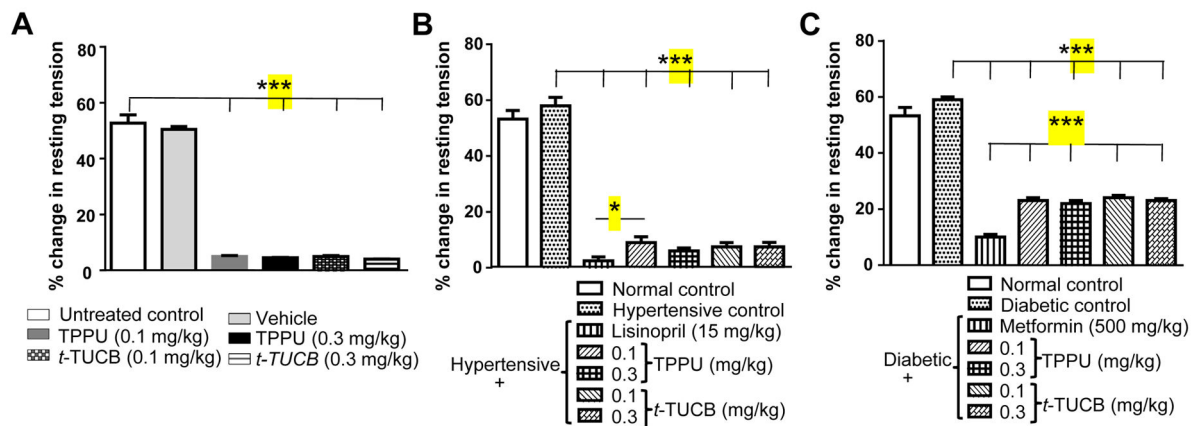 A
% change in resting tension
80
60
40
20
0
***
Untreated control
Vehicle
TPPU (0.1 mg/kg)
TPPU (0.3 mg/kg)
t-TUCB (0.1 mg/kg)
t-TUCB (0.3 mg/kg)
B
% change in resting tension
80
60
40
20
0
***
*
Normal control
Hypertensive control
Lisinopril (15 mg/kg)
Hypertensive
+
0.1
0.3
TPPU (mg/kg)
0.1
0.3
t-TUCB (mg/kg)
C
% change in resting tension
80
60
40
20
0
***
***
Normal control
Diabetic control
Metformin (500 mg/kg)
Diabetic
+
0.1
0.3
TPPU (mg/kg)
0.1
0.3
t-TUCB (mg/kg)